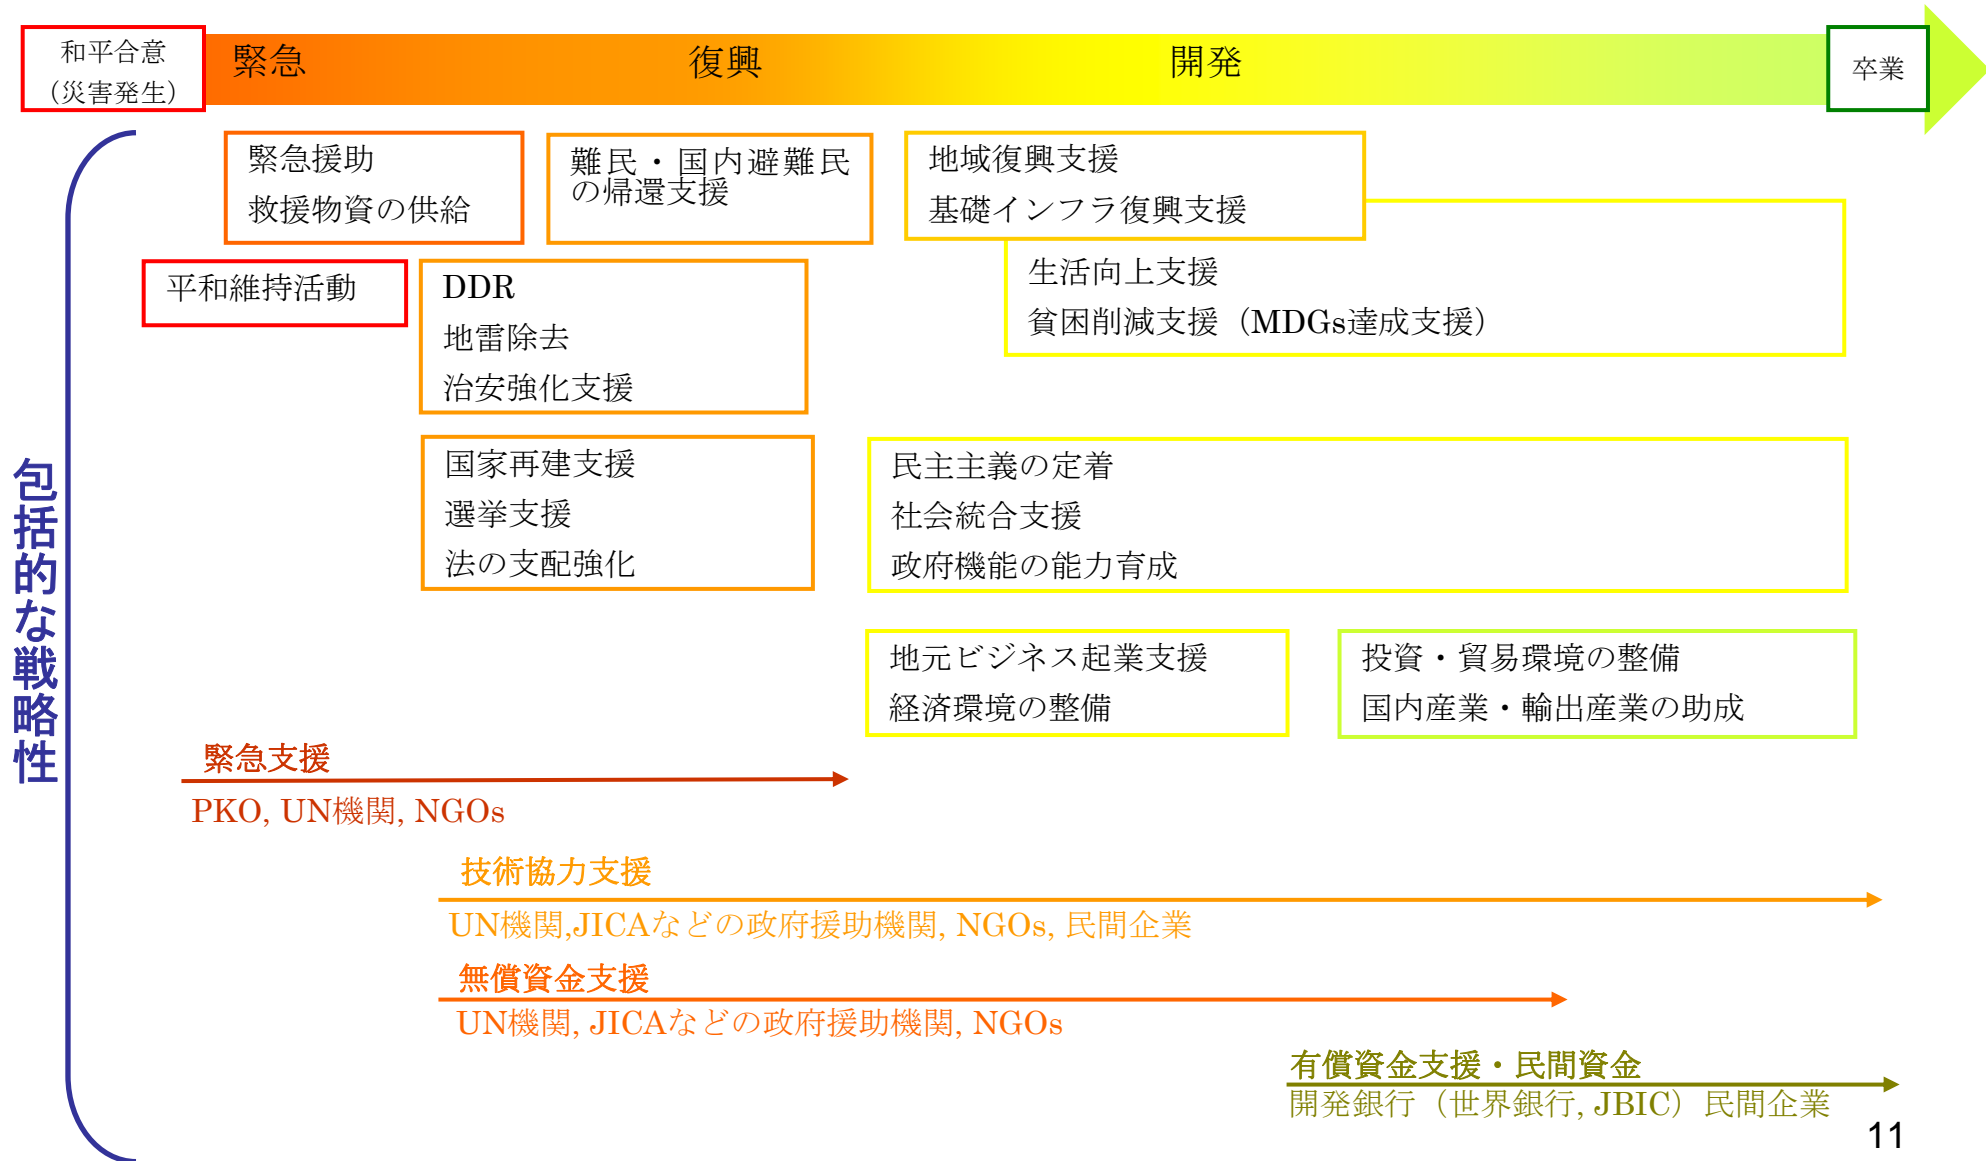 和平合意
（災害発生）
緊急
復興
開発
卒業
緊急援助
救援物資の供給
難民・国内避難民
の帰還支援
地域復興支援
基礎インフラ復興支援
生活向上支援
貧困削減支援（MDGs達成支援）
平和維持活動
DDR
地雷除去
治安強化支援
国家再建支援
選挙支援
法の支配強化
民主主義の定着
社会統合支援
政府機能の能力育成
地元ビジネス起業支援
経済環境の整備
投資・貿易環境の整備
国内産業・輸出産業の助成
包括的な戦略性
緊急支援
PKO, UN機関, NGOs
技術協力支援
UN機関,JICAなどの政府援助機関, NGOs, 民間企業
無償資金支援
UN機関, JICAなどの政府援助機関, NGOs
有償資金支援・民間資金
開発銀行（世界銀行, JBIC）民間企業
11